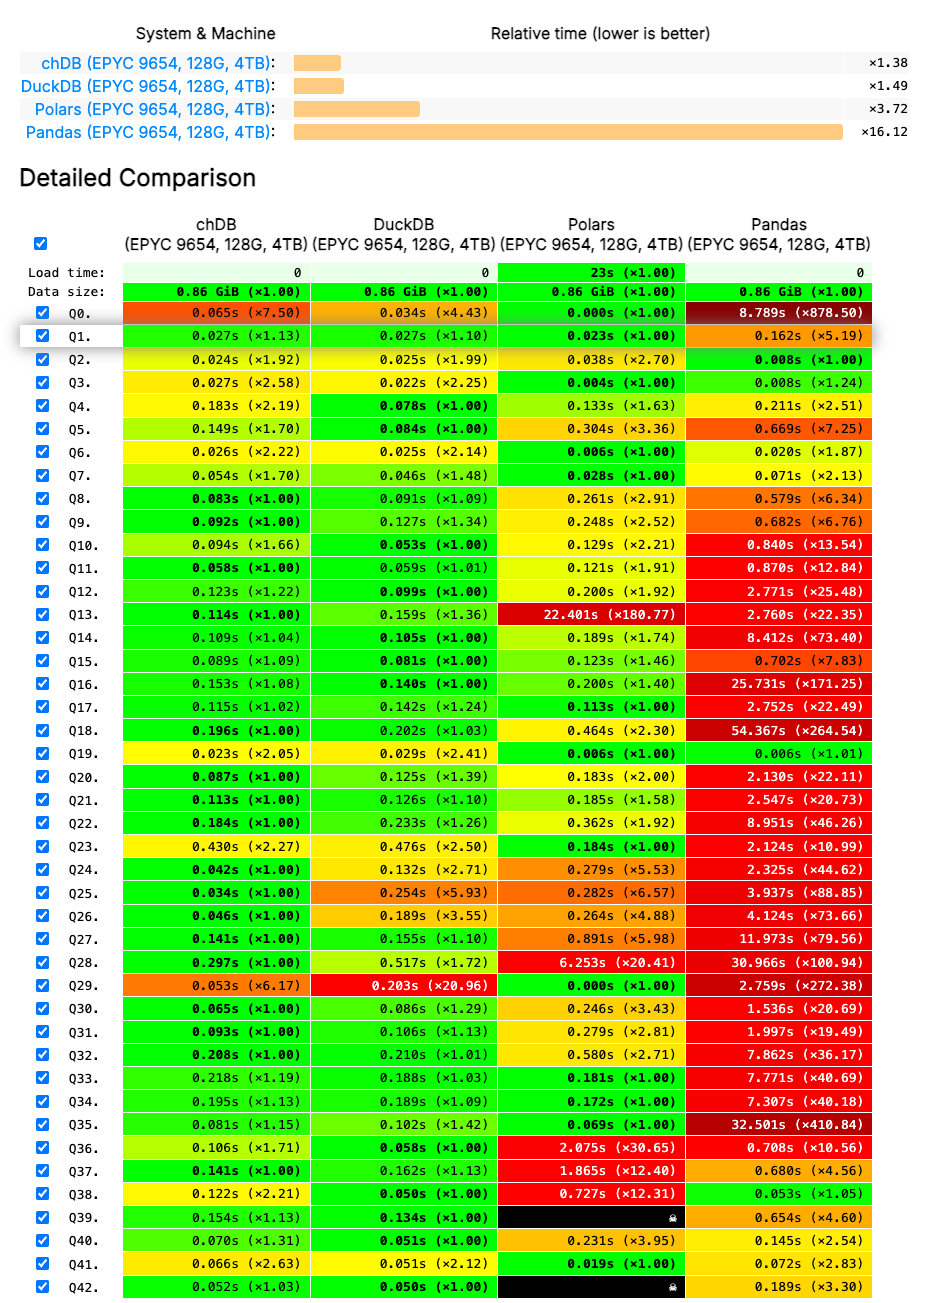 System & Machine Relative time (lower is better)
chDB (EPYC 9654, 128G, 4TB): ×1.38
DuckDB (EPYC 9654, 128G, 4TB): ×1.49
Polars (EPYC 9654, 128G, 4TB): ×3.72
Pandas (EPYC 9654, 128G, 4TB): ×16.12
Detailed Comparison
chDB DuckDB Polars Pandas
(EPYC 9654, 128G, 4TB) (EPYC 9654, 128G, 4TB) (EPYC 9654, 128G, 4TB) (EPYC 9654, 128G, 4TB)
Load time: 0 0 23s (×1.00) 0
Data size: 0.86 GiB (×1.00) 0.86 GiB (×1.00) 0.86 GiB (×1.00) 0.86 GiB (×1.00)
Q0. 0.065s (×7.50) 0.034s (×4.43) 0.000s (×1.00) 8.789s (×878.50)
Q1. 0.027s (×1.13) 0.027s (×1.10) 0.023s (×1.00) 0.162s (×5.19)
Q2. 0.024s (×1.92) 0.025s (×1.99) 0.038s (×2.70) 0.008s (×1.00)
Q3. 0.027s (×2.58) 0.022s (×2.25) 0.004s (×1.00) 0.008s (×1.24)
Q4. 0.183s (×2.19) 0.078s (×1.00) 0.133s (×1.63) 0.211s (×2.51)
Q5. 0.149s (×1.70) 0.084s (×1.00) 0.304s (×3.36) 0.669s (×7.25)
Q6. 0.026s (×2.22) 0.025s (×2.14) 0.006s (×1.00) 0.020s (×1.87)
Q7. 0.054s (×1.70) 0.046s (×1.48) 0.028s (×1.00) 0.071s (×2.13)
Q8. 0.083s (×1.00) 0.091s (×1.09) 0.261s (×2.91) 0.579s (×6.34)
Q9. 0.092s (×1.00) 0.127s (×1.34) 0.248s (×2.52) 0.682s (×6.76)
Q10. 0.094s (×1.66) 0.053s (×1.00) 0.129s (×2.21) 0.840s (×13.54)
Q11. 0.058s (×1.00) 0.059s (×1.01) 0.121s (×1.91) 0.870s (×12.84)
Q12. 0.123s (×1.22) 0.099s (×1.00) 0.200s (×1.92) 2.771s (×25.48)
Q13. 0.114s (×1.00) 0.159s (×1.36) 22.401s (×180.77) 2.760s (×22.35)
Q14. 0.109s (×1.04) 0.105s (×1.00) 0.189s (×1.74) 8.412s (×73.40)
Q15. 0.089s (×1.09) 0.081s (×1.00) 0.123s (×1.46) 0.702s (×7.83)
Q16. 0.153s (×1.08) 0.140s (×1.00) 0.200s (×1.40) 25.731s (×171.25)
Q17. 0.115s (×1.02) 0.142s (×1.24) 0.113s (×1.00) 2.752s (×22.49)
Q18. 0.196s (×1.00) 0.202s (×1.03) 0.464s (×2.30) 54.367s (×264.54)
Q19. 0.023s (×2.05) 0.029s (×2.41) 0.006s (×1.00) 0.006s (×1.01)
Q20. 0.087s (×1.00) 0.125s (×1.39) 0.183s (×2.00) 2.130s (×22.11)
Q21. 0.113s (×1.00) 0.126s (×1.10) 0.185s (×1.58) 2.547s (×20.73)
Q22. 0.184s (×1.00) 0.233s (×1.26) 0.362s (×1.92) 8.951s (×46.26)
Q23. 0.430s (×2.27) 0.476s (×2.50) 0.184s (×1.00) 2.124s (×10.99)
Q24. 0.042s (×1.00) 0.132s (×2.71) 0.279s (×5.53) 2.325s (×44.62)
Q25. 0.034s (×1.00) 0.254s (×5.93) 0.282s (×6.57) 3.937s (×88.85)
Q26. 0.046s (×1.00) 0.189s (×3.55) 0.264s (×4.88) 4.124s (×73.66)
Q27. 0.141s (×1.00) 0.155s (×1.10) 0.891s (×5.98) 11.973s (×79.56)
Q28. 0.297s (×1.00) 0.517s (×1.72) 6.253s (×20.41) 30.966s (×100.94)
Q29. 0.053s (×6.17) 0.203s (×20.96) 0.000s (×1.00) 2.759s (×272.38)
Q30. 0.065s (×1.00) 0.086s (×1.29) 0.246s (×3.43) 1.536s (×20.69)
Q31. 0.093s (×1.00) 0.106s (×1.13) 0.279s (×2.81) 1.997s (×19.49)
Q32. 0.208s (×1.00) 0.210s (×1.01) 0.580s (×2.71) 7.862s (×36.17)
Q33. 0.218s (×1.19) 0.188s (×1.03) 0.181s (×1.00) 7.771s (×40.69)
Q34. 0.195s (×1.13) 0.189s (×1.09) 0.172s (×1.00) 7.307s (×40.18)
Q35. 0.081s (×1.15) 0.102s (×1.42) 0.069s (×1.00) 32.501s (×410.84)
Q36. 0.106s (×1.71) 0.058s (×1.00) 2.075s (×30.65) 0.708s (×10.56)
Q37. 0.141s (×1.00) 0.162s (×1.13) 1.865s (×12.40) 0.680s (×4.56)
Q38. 0.122s (×2.21) 0.050s (×1.00) 0.727s (×12.31) 0.053s (×1.05)
Q39. 0.154s (×1.13) 0.134s (×1.00) ☠ 0.654s (×4.60)
Q40. 0.070s (×1.31) 0.051s (×1.00) 0.231s (×3.95) 0.145s (×2.54)
Q41. 0.066s (×2.63) 0.051s (×2.12) 0.019s (×1.00) 0.072s (×2.83)
Q42. 0.052s (×1.03) 0.050s (×1.00) ☠ 0.189s (×3.30)